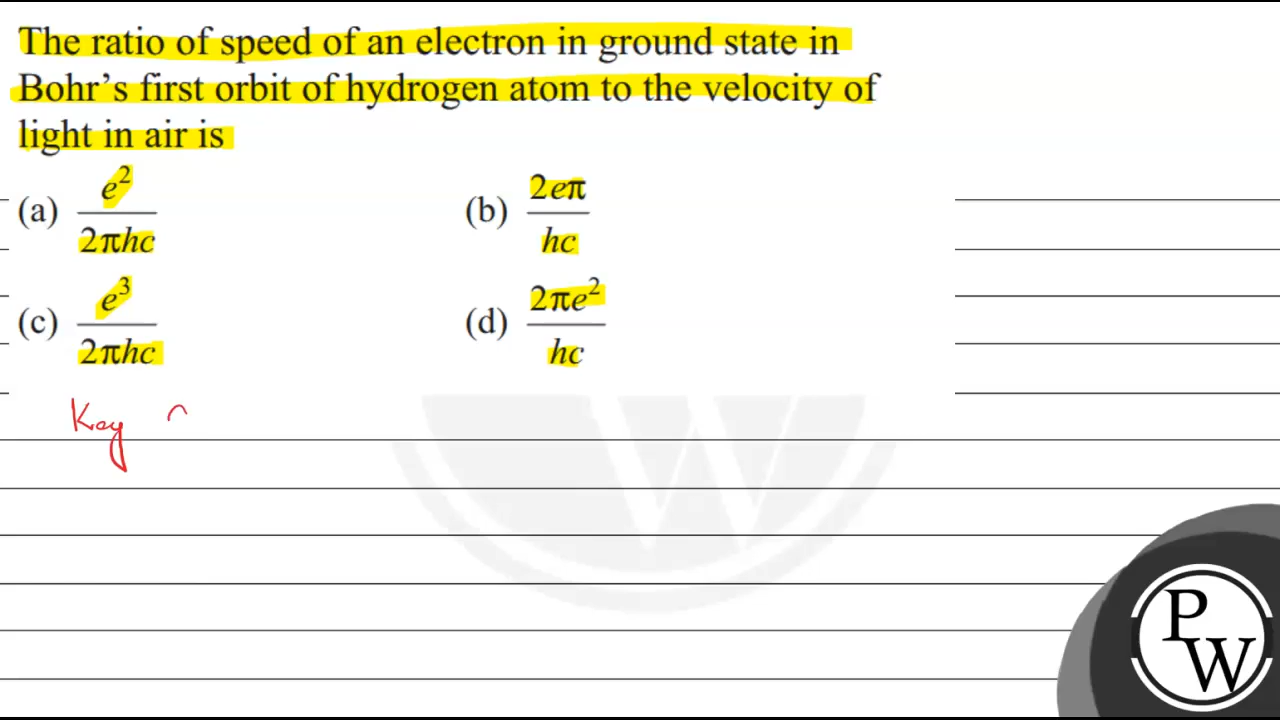 The ratio of speed of an electron in ground state in
Bohr's first orbit of hydrogen atom to the velocity of
light in air is
(a) e²/2πhc (b) 2eπ/hc
(c) e³/2πhc (d) 2πe²/hc
Key
PW